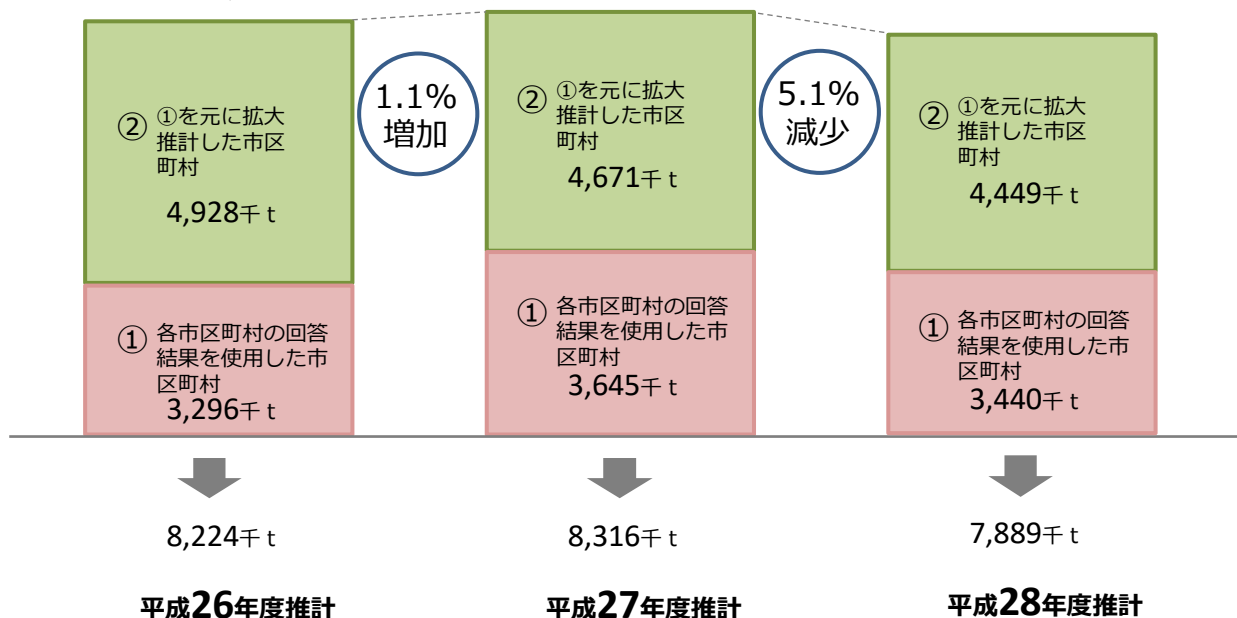 ② ①を元に拡大
推計した市区
町村
4,928千ｔ
① 各市区町村の回答
結果を使用した市
区町村
3,296千ｔ
1.1%
増加
② ①を元に拡大
推計した市区
町村
4,671千ｔ
① 各市区町村の回答
結果を使用した市
区町村
3,645千ｔ
5.1%
減少
② ①を元に拡大
推計した市区
町村
4,449千ｔ
① 各市区町村の回答
結果を使用した市
区町村
3,440千ｔ
8,224千ｔ
8,316千ｔ
7,889千ｔ
平成26年度推計
平成27年度推計
平成28年度推計